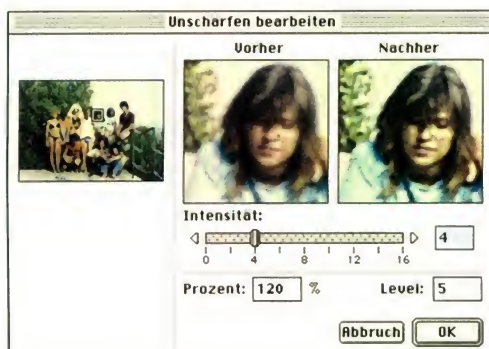 Unscharfen bearbeiten
Vorher Nachher
Intensität:
4
0 4 8 12 16
Prozent: 120 % Level: 5
Abbruch OK